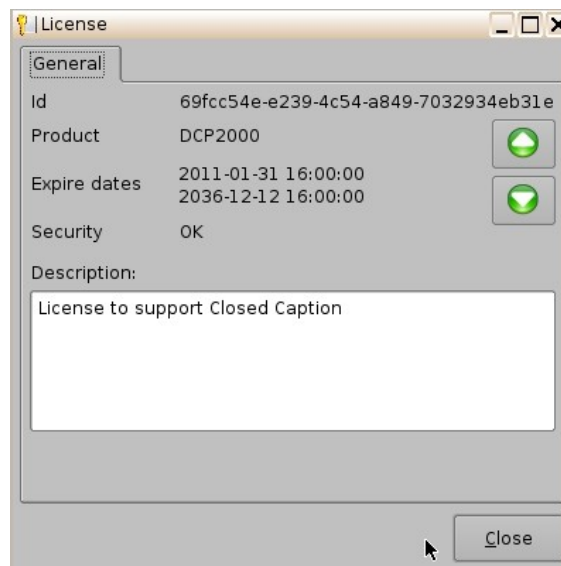 License
General
Id 69fcc54e-e239-4c54-a849-7032934eb31e
Product DCP2000
Expire dates 2011-01-31 16:00:00
2036-12-12 16:00:00
Security OK
Description:
License to support Closed Caption
Close